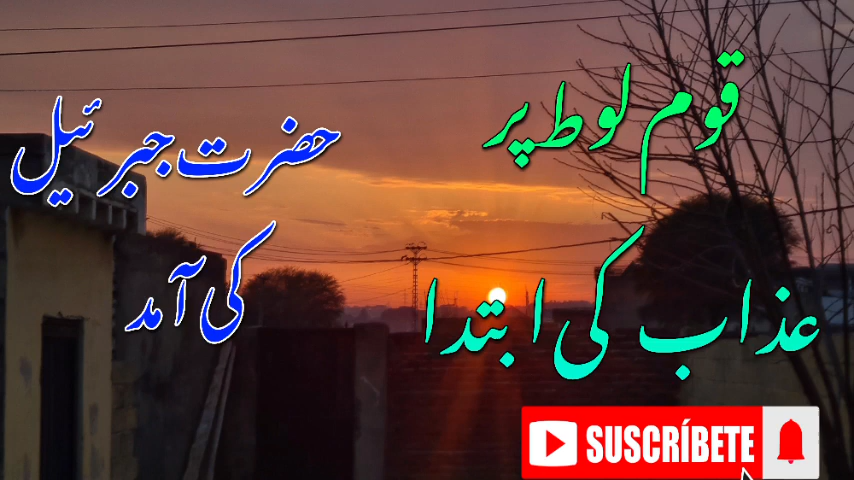 قوم لوط پر
عذاب کی ابتدا
حضرت جبرئیل
کی آمد
SUSCRÍBETE